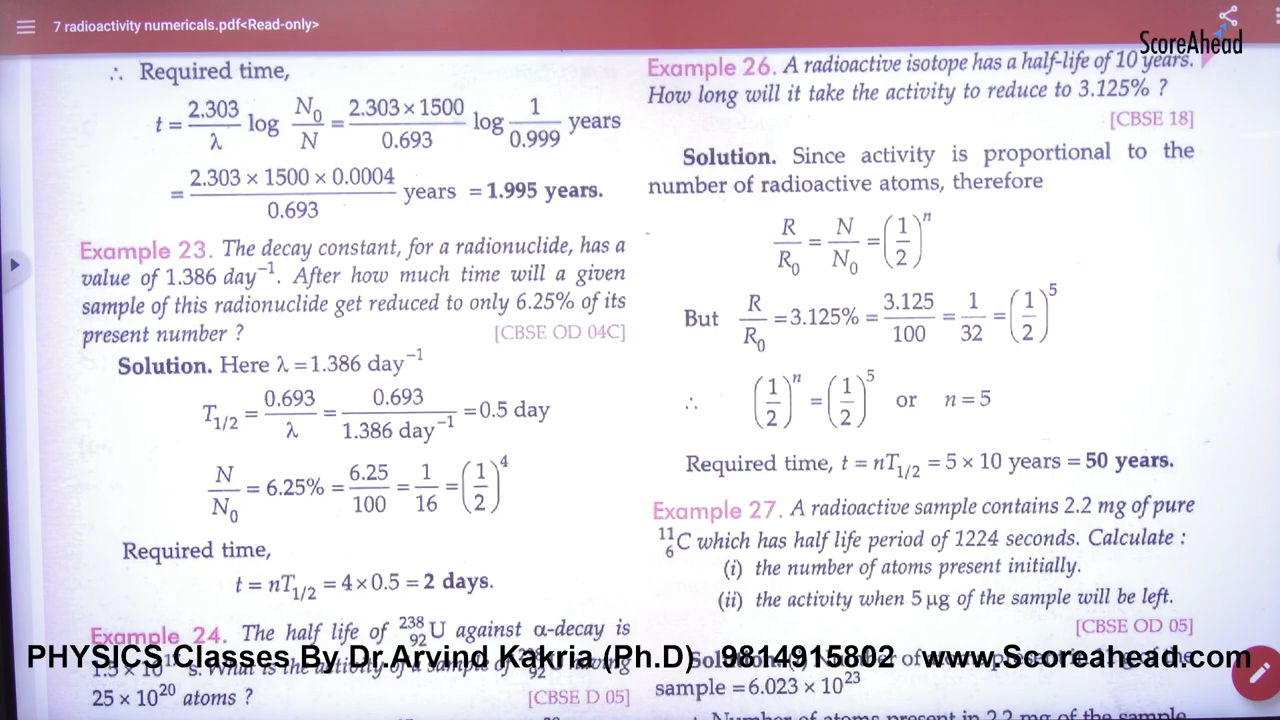 7 radioactivity numericals.pdf<Read-only>
ScoreAhead
∴ Required time,
t = 2.303/λ log N₀/N = 2.303 × 1500/0.693 log 1/0.999 years
= 2.303 × 1500 × 0.0004/0.693 years = 1.995 years.
Example 23. The decay constant, for a radionuclide, has a
value of 1.386 day⁻¹. After how much time will a given
sample of this radionuclide get reduced to only 6.25% of its
present number ? [CBSE OD 04C]
Solution. Here λ = 1.386 day⁻¹
T₁/₂ = 0.693/λ = 0.693/1.386 day⁻¹ = 0.5 day
N/N₀ = 6.25% = 6.25/100 = 1/16 = (1/2)⁴
Required time,
t = nT₁/₂ = 4 × 0.5 = 2 days.
Example 24. The half life of ²³⁸₉₂U against α-decay is
25 × 10²⁰ atoms ? [CBSE D 05]
Example 26. A radioactive isotope has a half-life of 10 years.
How long will it take the activity to reduce to 3.125% ?
[CBSE 18]
Solution. Since activity is proportional to the
number of radioactive atoms, therefore
R/R₀ = N/N₀ = (1/2)ⁿ
But R/R₀ = 3.125% = 3.125/100 = 1/32 = (1/2)⁵
∴ (1/2)ⁿ = (1/2)⁵ or n = 5
Required time, t = nT₁/₂ = 5 × 10 years = 50 years.
Example 27. A radioactive sample contains 2.2 mg of pure
¹¹₆C which has half life period of 1224 seconds. Calculate :
(i) the number of atoms present initially.
(ii) the activity when 5 μg of the sample will be left.
[CBSE OD 05]
sample = 6.023 × 10²³
∴ Number of atoms present in 2.2 mg of the sample
PHYSICS Classes By Dr.Arvind Kakria (Ph.D) 9814915802 www.Scoreahead.com